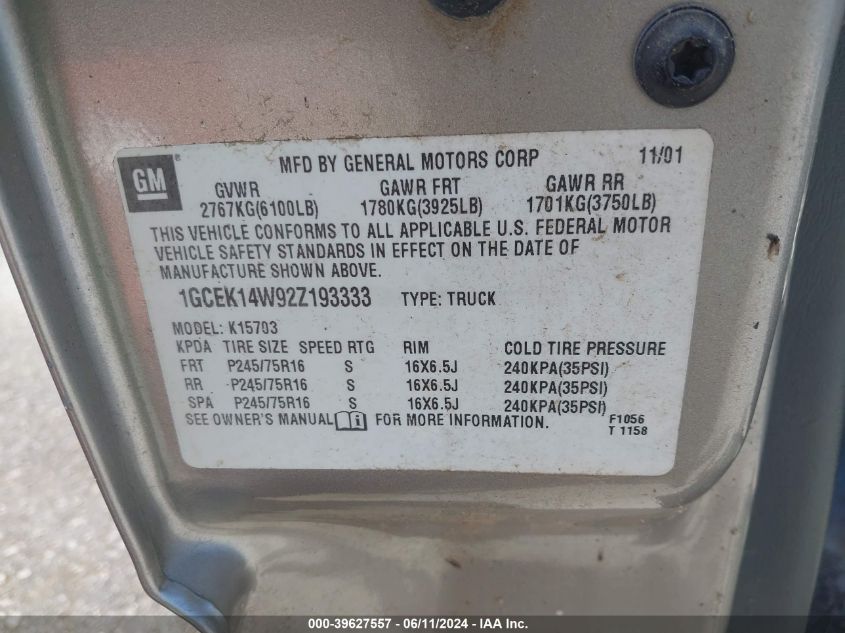 GM MFD BY GENERAL MOTORS CORP 11/01
GVWR GAWR FRT GAWR RR
2767KG(6100LB) 1780KG(3925LB) 1701KG(3750LB)
THIS VEHICLE CONFORMS TO ALL APPLICABLE U.S. FEDERAL MOTOR
VEHICLE SAFETY STANDARDS IN EFFECT ON THE DATE OF
MANUFACTURE SHOWN ABOVE.
1GCEK14W92Z193333 TYPE: TRUCK
MODEL: K15703
KPDA TIRE SIZE SPEED RTG RIM COLD TIRE PRESSURE
FRT P245/75R16 S 16X6.5J 240KPA(35PSI)
RR P245/75R16 S 16X6.5J 240KPA(35PSI)
SPA P245/75R16 S 16X6.5J 240KPA(35PSI)
SEE OWNER'S MANUAL i FOR MORE INFORMATION. F1056
T 1158
000-39627557 - 06/11/2024 - IAA, Inc.